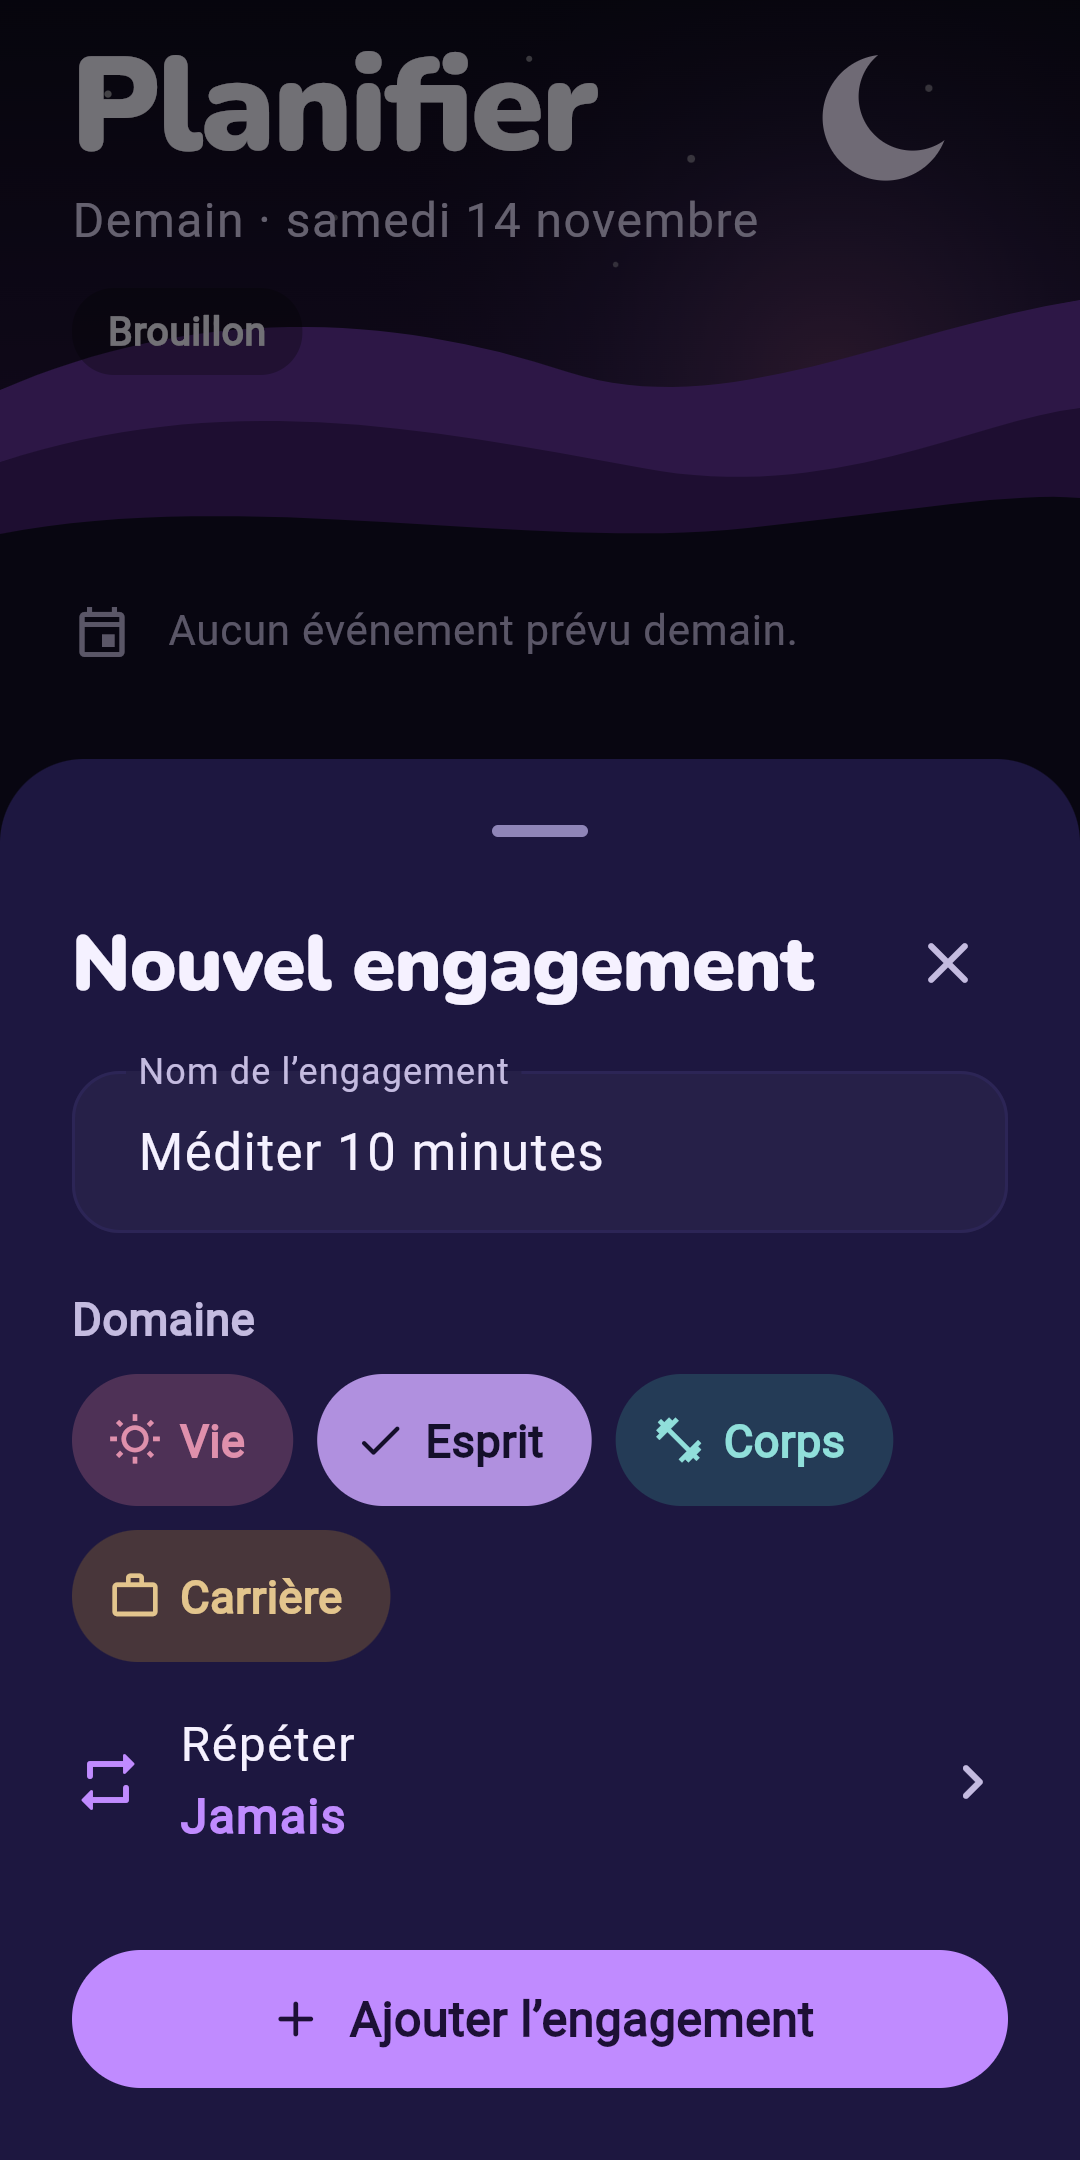 Planifier
Demain · samedi 14 novembre
Brouillon
Aucun événement prévu demain.
Nouvel engagement
Nom de l’engagement
Méditer 10 minutes
Domaine
Vie
Esprit
Corps
Carrière
Répéter
Jamais
Ajouter l’engagement